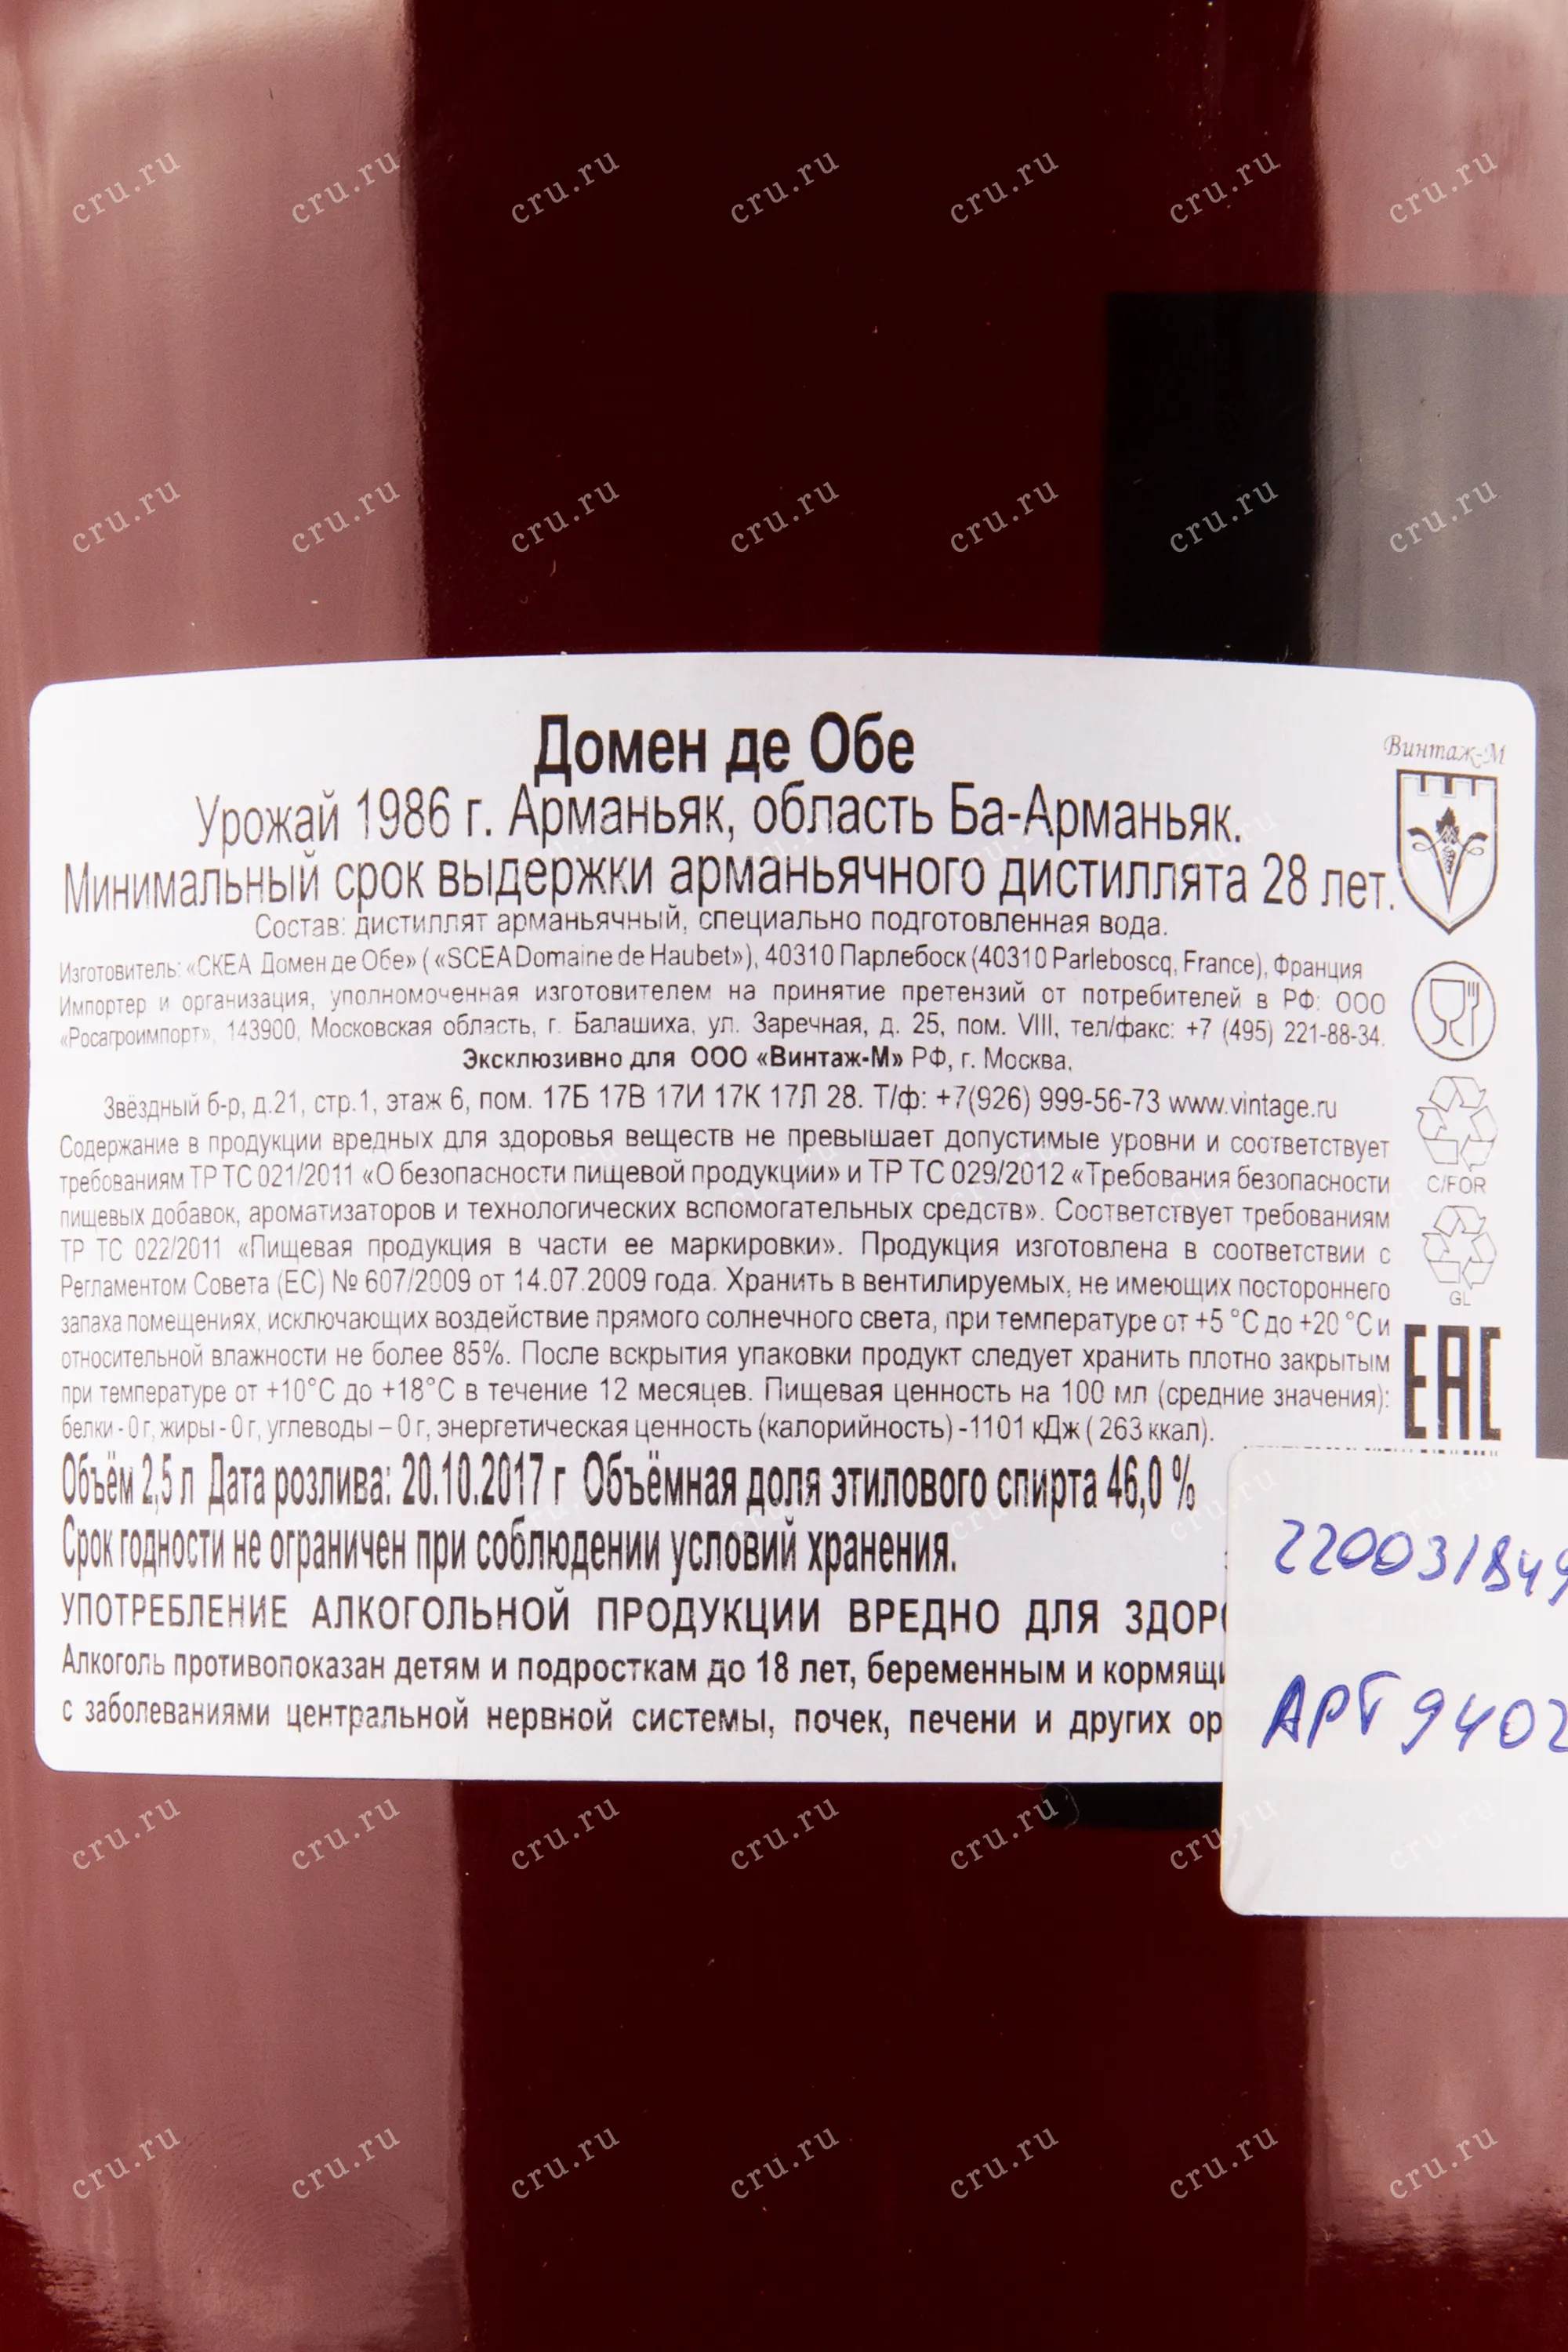 Домен де Обе
Винтаж-М
Урожай 1986 г. Арманьяк, область Ба-Арманьяк.
Минимальный срок выдержки арманьячного дистиллята 28 лет.
Состав: дистиллят арманьячный, специально подготовленная вода.
Изготовитель: «СКЕА Домен де Обе» ( «SCEA Domaine de Haubet»), 40310 Парлебоск (40310 Parleboscq, France), Франция
Импортер и организация, уполномоченная изготовителем на принятие претензий от потребителей в РФ: ООО
«Росагроимпорт», 143900, Московская область, г. Балашиха, ул. Заречная, д. 25, пом. VIII, тел/факс: +7 (495) 221-88-34.
Эксклюзивно для ООО «Винтаж-М» РФ, г. Москва,
Звёздный б-р, д.21, стр.1, этаж 6, пом. 17Б 17В 17И 17К 17Л 28. Т/ф: +7(926) 999-56-73 www.vintage.ru
Содержание в продукции вредных для здоровья веществ не превышает допустимые уровни и соответствует
требованиям ТР ТС 021/2011 «О безопасности пищевой продукции» и ТР ТС 029/2012 «Требования безопасности
пищевых добавок, ароматизаторов и технологических вспомогательных средств». Соответствует требованиям
ТР ТС 022/2011 «Пищевая продукция в части ее маркировки». Продукция изготовлена в соответствии с
Регламентом Совета (ЕС) № 607/2009 от 14.07.2009 года. Хранить в вентилируемых, не имеющих постороннего
запаха помещениях, исключающих воздействие прямого солнечного света, при температуре от +5 °С до +20 °С и
относительной влажности не более 85%. После вскрытия упаковки продукт следует хранить плотно закрытым
при температуре от +10°С до +18°С в течение 12 месяцев. Пищевая ценность на 100 мл (средние значения):
белки - 0 г, жиры - 0 г, углеводы – 0 г, энергетическая ценность (калорийность) -1101 кДж ( 263 ккал).
C/FOR
GL
EAC
Объём 2,5 л Дата розлива: 20.10.2017 г Объёмная доля этилового спирта 46,0 %
Срок годности не ограничен при соблюдении условий хранения.
УПОТРЕБЛЕНИЕ АЛКОГОЛЬНОЙ ПРОДУКЦИИ ВРЕДНО ДЛЯ ЗДОР
Алкоголь противопоказан детям и подросткам до 18 лет, беременным и кормящи
с заболеваниями центральной нервной системы, почек, печени и других ор
220031849
АРТ 9402
cru.ru